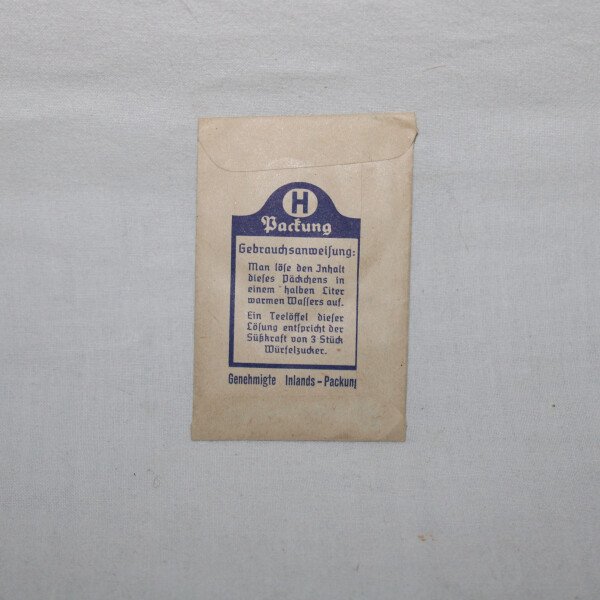 H
Packung
Gebrauchsanweisung:
Man löse den Inhalt
dieses Päckchens in
einem halben Liter
warmen Wassers auf.
Ein Teelöffel dieser
Lösung entspricht der
Süßkraft von 3 Stück
Würfelzucker.
Genehmigte Inlands-Packung